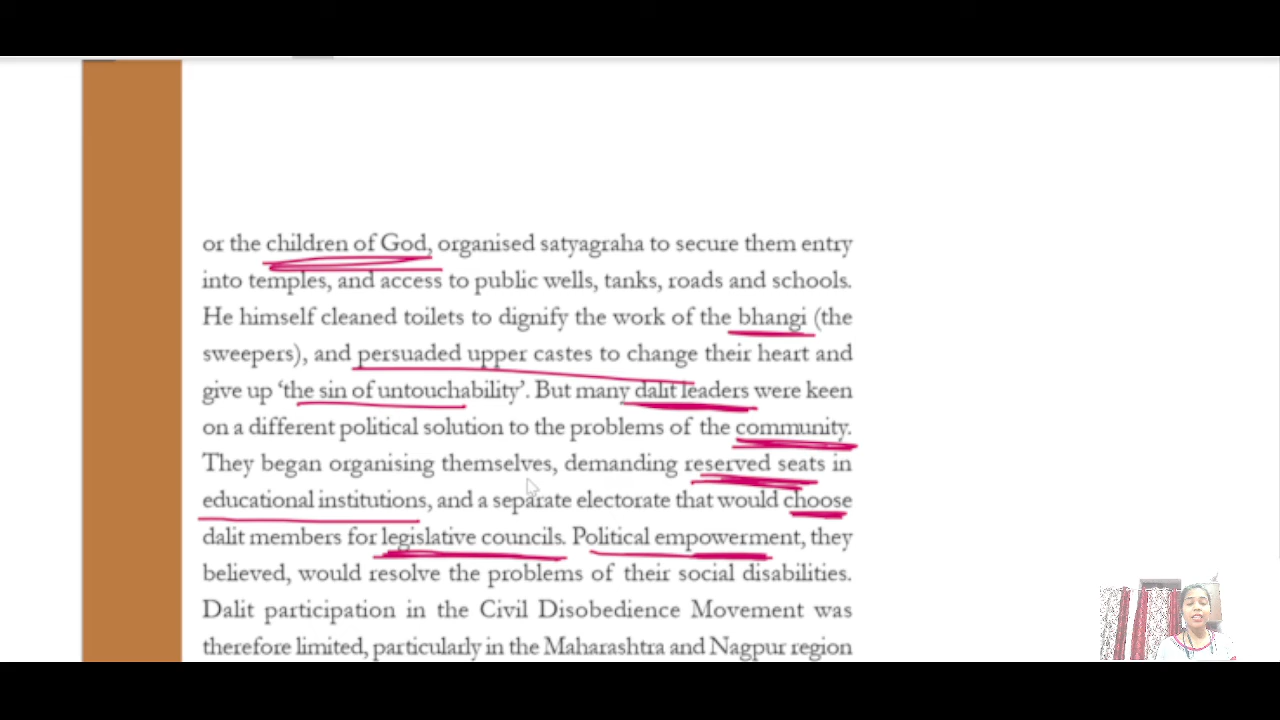 or the children of God, organised satyagraha to secure them entry
into temples, and access to public wells, tanks, roads and schools.
He himself cleaned toilets to dignify the work of the bhangi (the
sweepers), and persuaded upper castes to change their heart and
give up ‘the sin of untouchability’. But many dalit leaders were keen
on a different political solution to the problems of the community.
They began organising themselves, demanding reserved seats in
educational institutions, and a separate electorate that would choose
dalit members for legislative councils. Political empowerment, they
believed, would resolve the problems of their social disabilities.
Dalit participation in the Civil Disobedience Movement was
therefore limited, particularly in the Maharashtra and Nagpur region